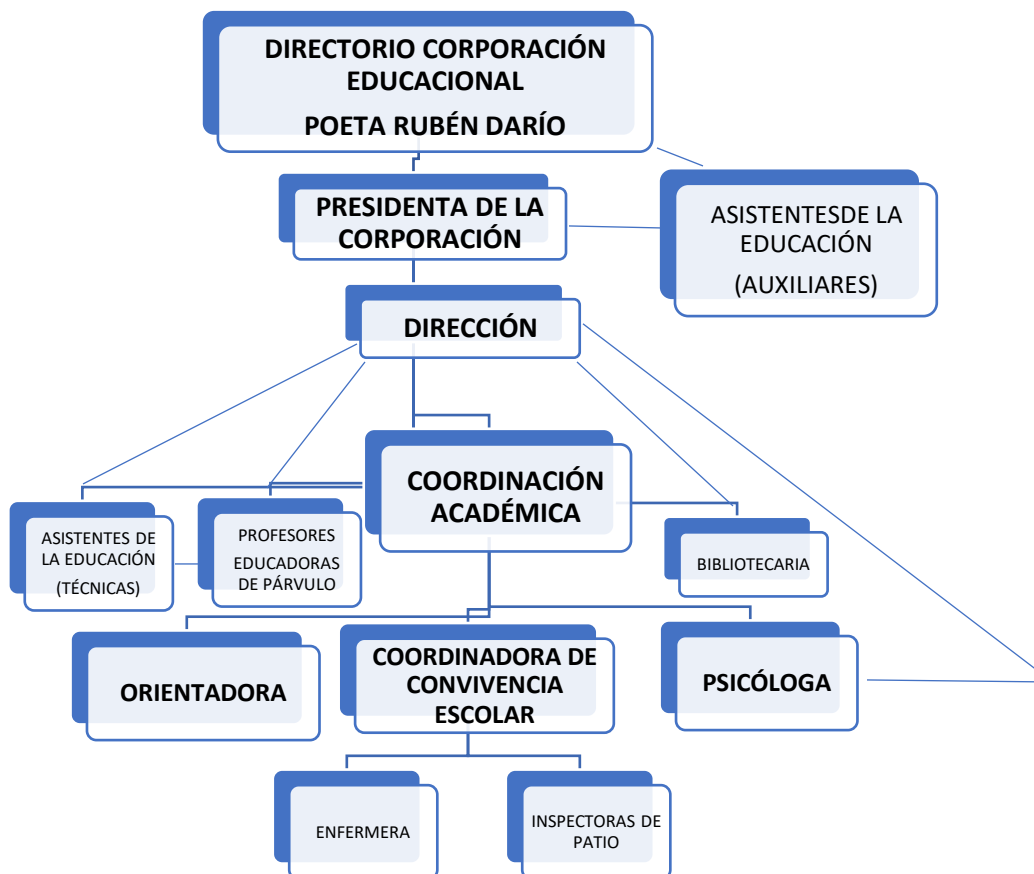 DIRECTORIO CORPORACIÓN
EDUCACIONAL
POETA RUBÉN DARÍO
PRESIDENTA DE LA
CORPORACIÓN
ASISTENTESDE LA
EDUCACIÓN
(AUXILIARES)
DIRECCIÓN
COORDINACIÓN
ACADÉMICA
ASISTENTES DE
LA EDUCACIÓN
(TÉCNICAS)
PROFESORES
EDUCADORAS
DE PÁRVULO
BIBLIOTECARIA
ORIENTADORA
COORDINADORA DE
CONVIVENCIA
ESCOLAR
PSICÓLOGA
ENFERMERA
INSPECTORAS DE
PATIO